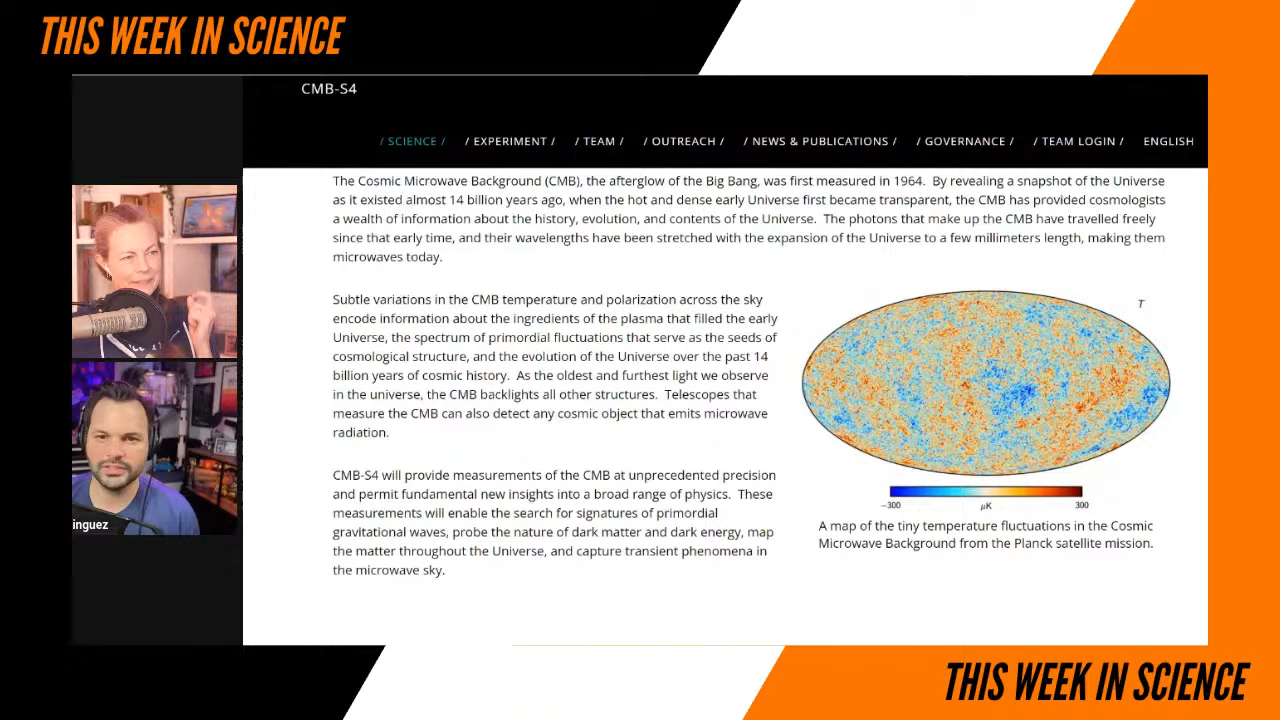 THIS WEEK IN SCIENCE
CMB-S4
/ SCIENCE /
/ EXPERIMENT /
/ TEAM /
/ OUTREACH /
/ NEWS & PUBLICATIONS /
/ GOVERNANCE /
/ TEAM LOGIN /
ENGLISH
The Cosmic Microwave Background (CMB), the afterglow of the Big Bang, was first measured in 1964. By revealing a snapshot of the Universe
as it existed almost 14 billion years ago, when the hot and dense early Universe first became transparent, the CMB has provided cosmologists
a wealth of information about the history, evolution, and contents of the Universe. The photons that make up the CMB have travelled freely
since that early time, and their wavelengths have been stretched with the expansion of the Universe to a few millimeters length, making them
microwaves today.
Subtle variations in the CMB temperature and polarization across the sky
encode information about the ingredients of the plasma that filled the early
Universe, the spectrum of primordial fluctuations that serve as the seeds of
cosmological structure, and the evolution of the Universe over the past 14
billion years of cosmic history. As the oldest and furthest light we observe
in the universe, the CMB backlights all other structures. Telescopes that
measure the CMB can also detect any cosmic object that emits microwave
radiation.
CMB-S4 will provide measurements of the CMB at unprecedented precision
and permit fundamental new insights into a broad range of physics. These
measurements will enable the search for signatures of primordial
gravitational waves, probe the nature of dark matter and dark energy, map
the matter throughout the Universe, and capture transient phenomena in
the microwave sky.
T
−300
μK
300
A map of the tiny temperature fluctuations in the Cosmic
Microwave Background from the Planck satellite mission.
inguez
THIS WEEK IN SCIENCE